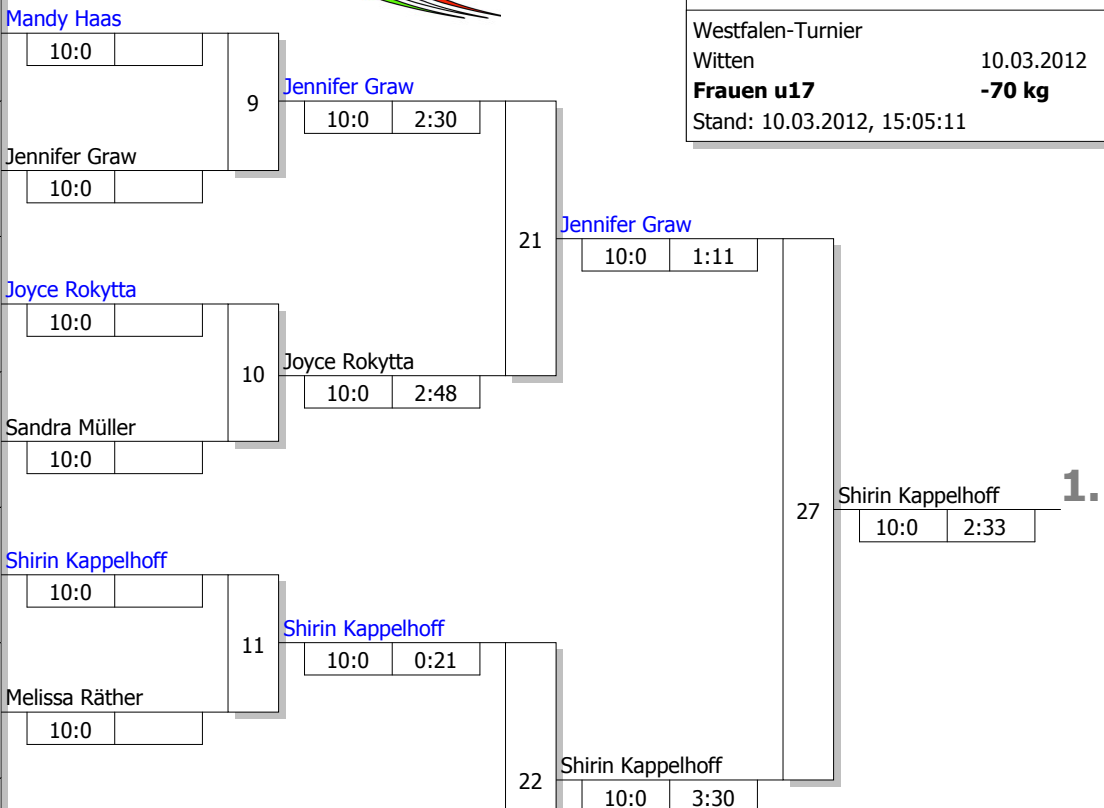 Westfalen-Turnier
Witten 10.03.2012
Frauen u17 -70 kg
Stand: 10.03.2012, 15:05:11
Mandy Haas
10:0
9
Jennifer Graw
10:0 2:30
Jennifer Graw
10:0
21
Jennifer Graw
10:0 1:11
Joyce Rokytta
10:0
10
Joyce Rokytta
10:0 2:48
Sandra Müller
10:0
27
Shirin Kappelhoff 1.
10:0 2:33
Shirin Kappelhoff
10:0
11
Shirin Kappelhoff
10:0 0:21
Melissa Räther
10:0
22
Shirin Kappelhoff
10:0 3:30